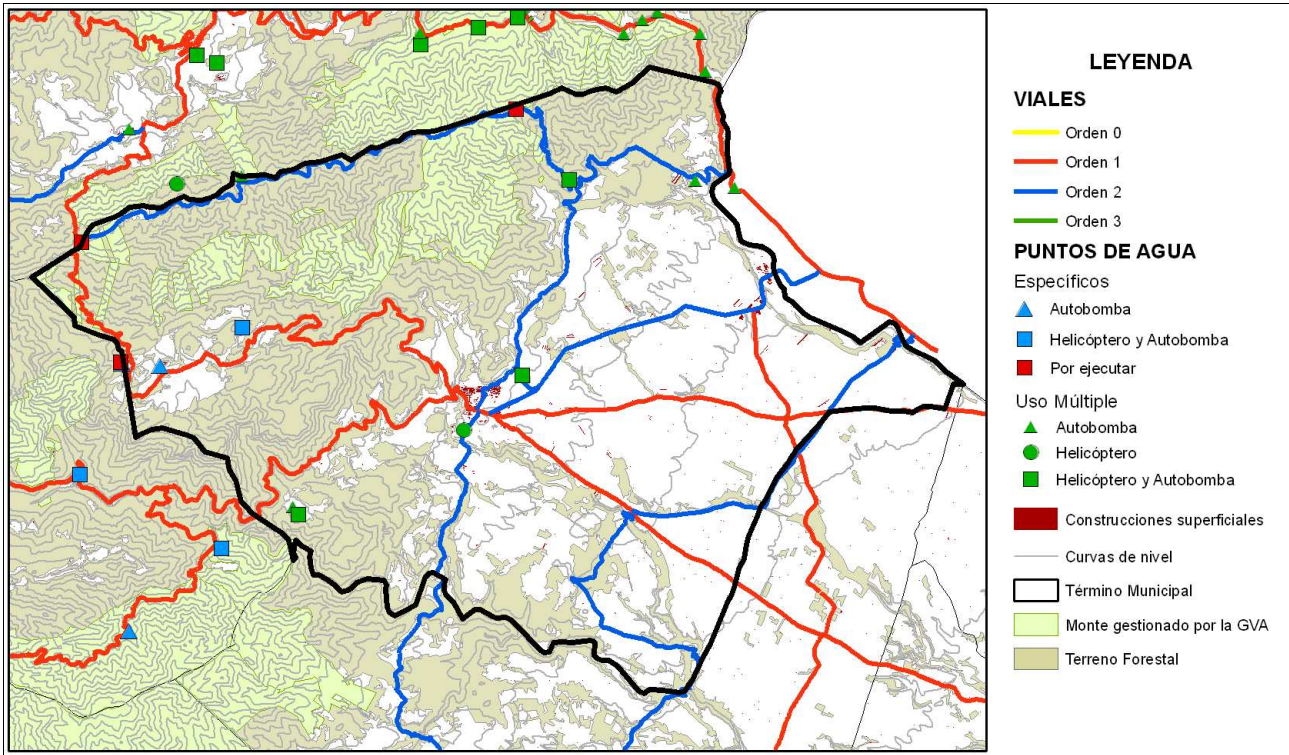 LEYENDA
VIALES
Orden 0
Orden 1
Orden 2
Orden 3
PUNTOS DE AGUA
Específicos
Autobomba
Helicóptero y Autobomba
Por ejecutar
Uso Múltiple
Autobomba
Helicóptero
Helicóptero y Autobomba
Construcciones superficiales
Curvas de nivel
Término Municipal
Monte gestionado por la GVA
Terreno Forestal